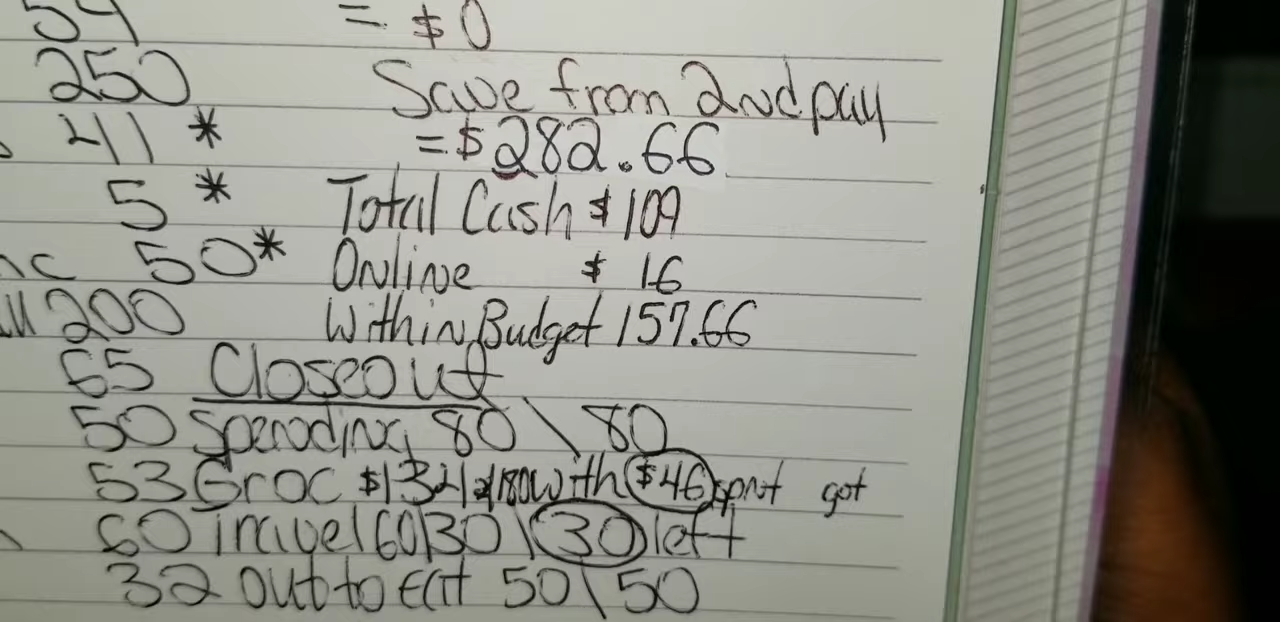 54 = $0
250 Save from 2nd pay
41 * = $282.66
5 * Total Cash $109
50* Online $ 16
200 Within Budget 157.66
65 Closeout
50 Spending 80 \ 80
53 Groc $132| 180 with $46 spnt got
60 Travel 60|30 \ 30 left
32 out to Eat 50 \ 50